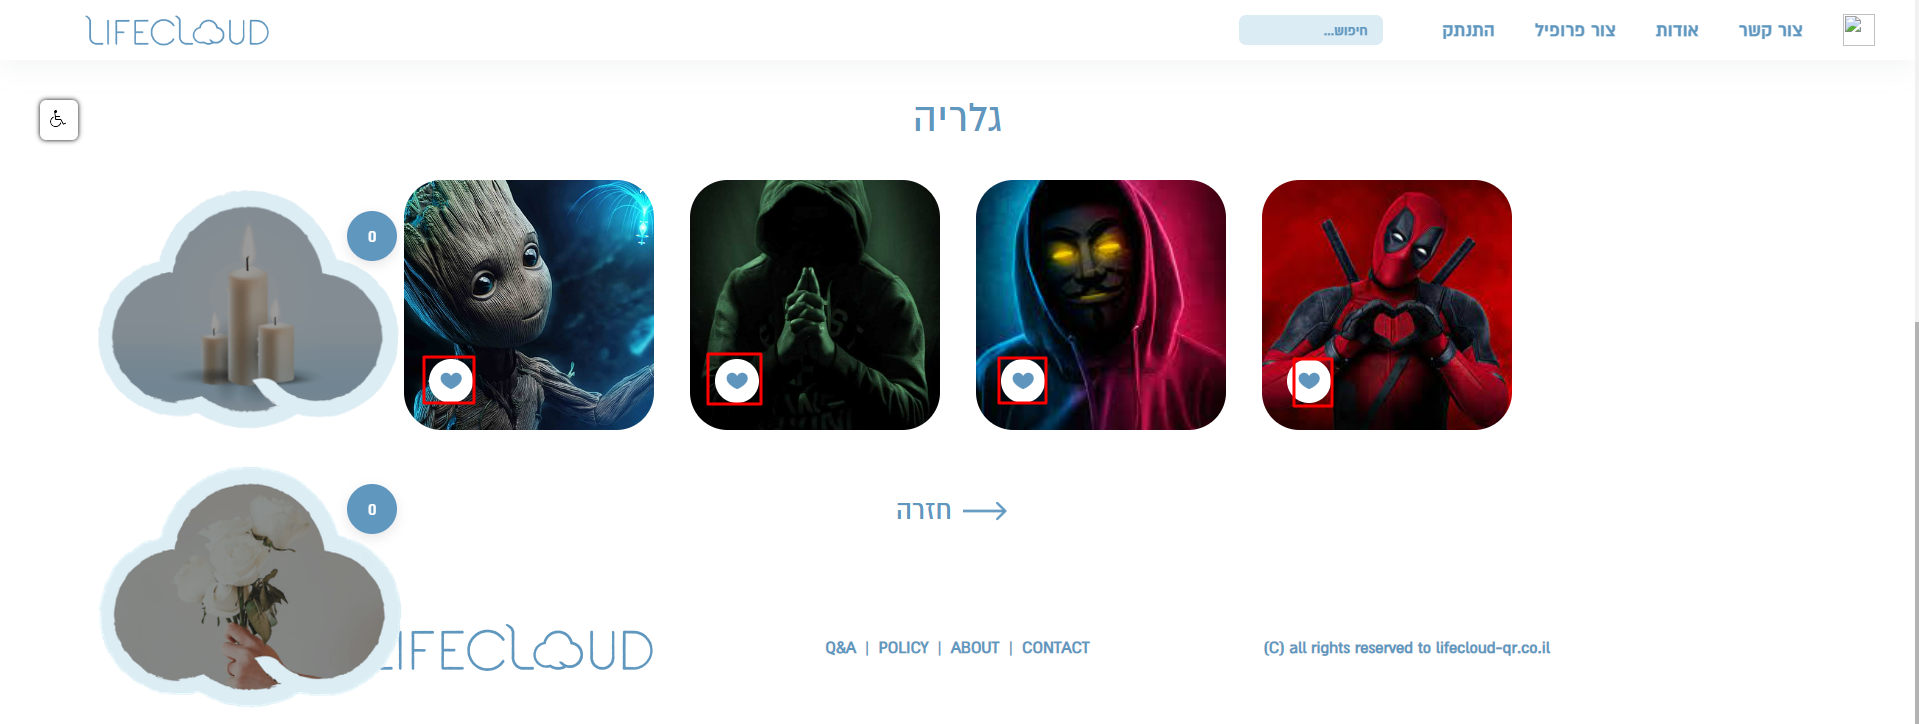 LIFECLOUD
חיפוש...
התנתק
צור פרופיל
אודות
צור קשר
גלריה
0
0
חזרה
LIFECLOUD
Q&A | POLICY | ABOUT | CONTACT
(C) all rights reserved to lifecloud-qr.co.il